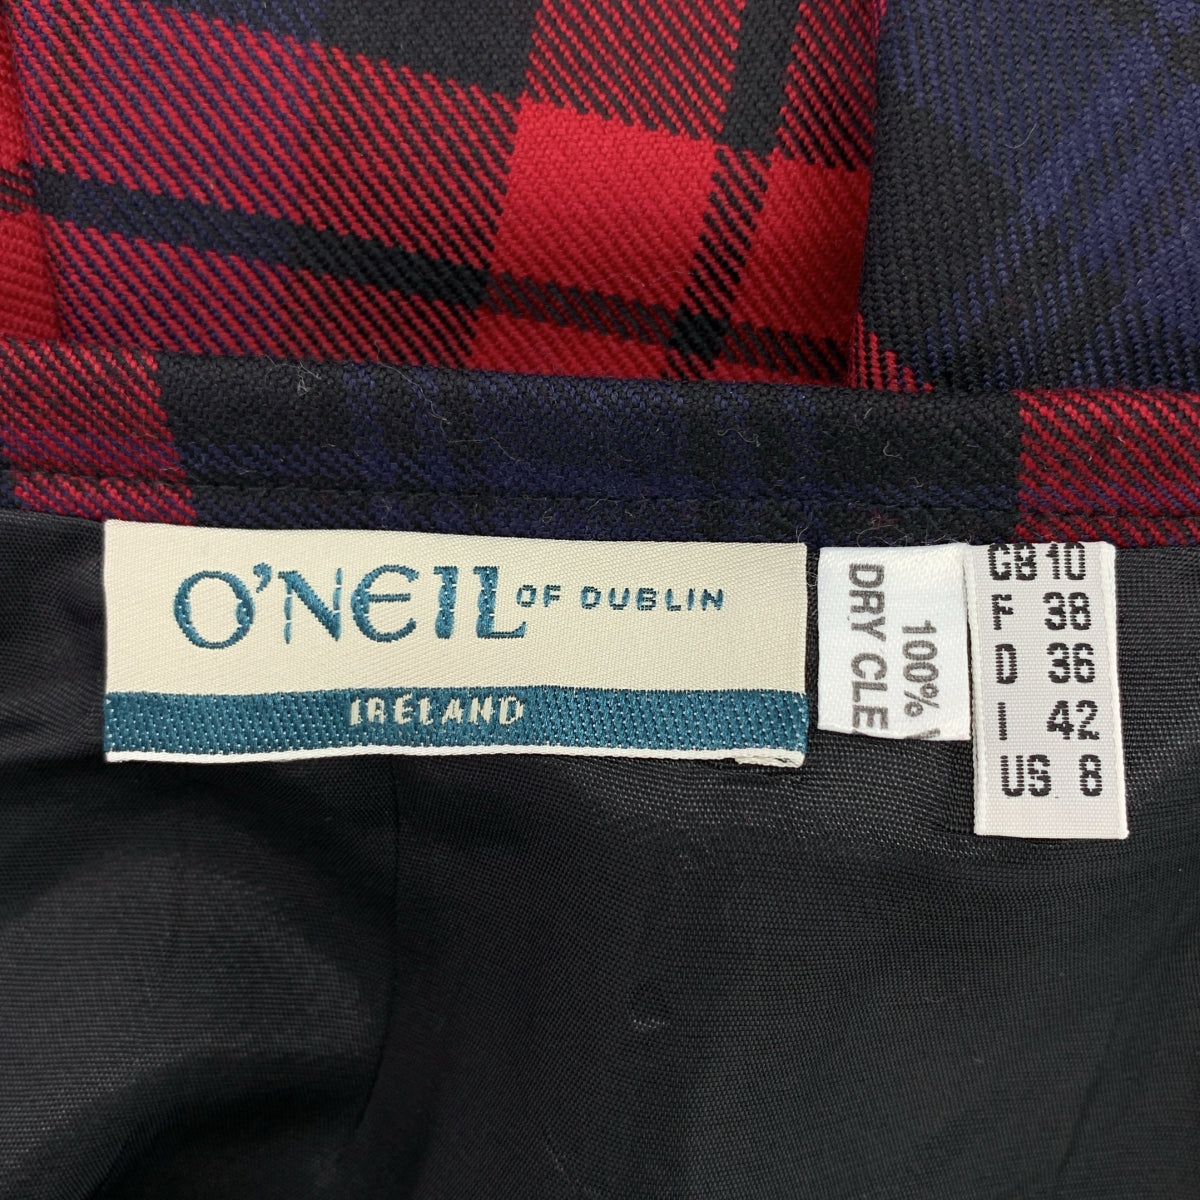 O'NEIL OF DUBLIN
IRELAND
100%
DRY CLE
GB 10
F 38
D 36
I 42
US 8